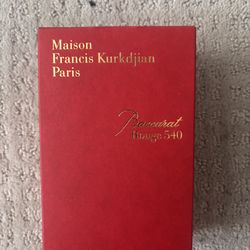 Maison
Francis Kurkdjian
Paris
Baccarat
Rouge 540